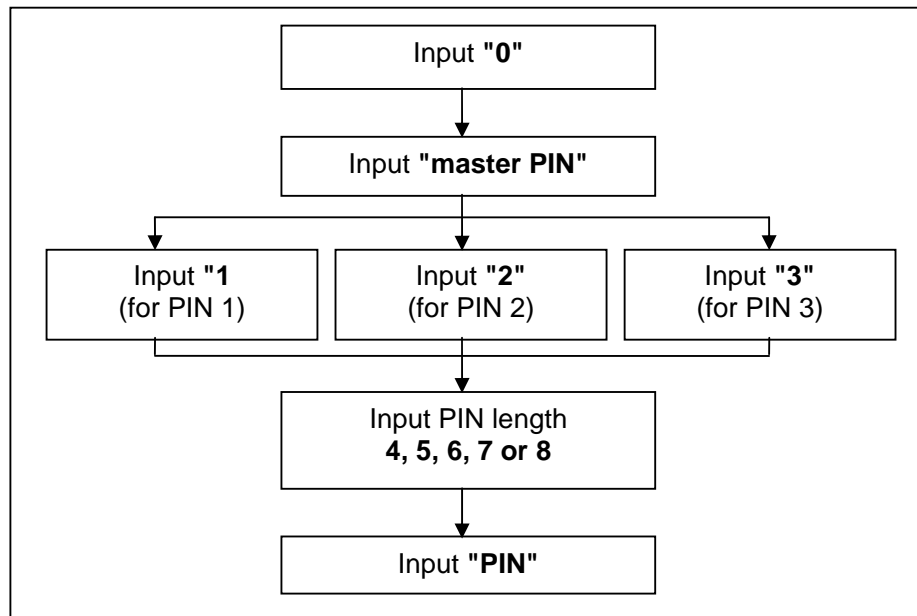 Input "0"
Input "master PIN"
Input "1
(for PIN 1)
Input "2"
(for PIN 2)
Input "3"
(for PIN 3)
Input PIN length
4, 5, 6, 7 or 8
Input "PIN"